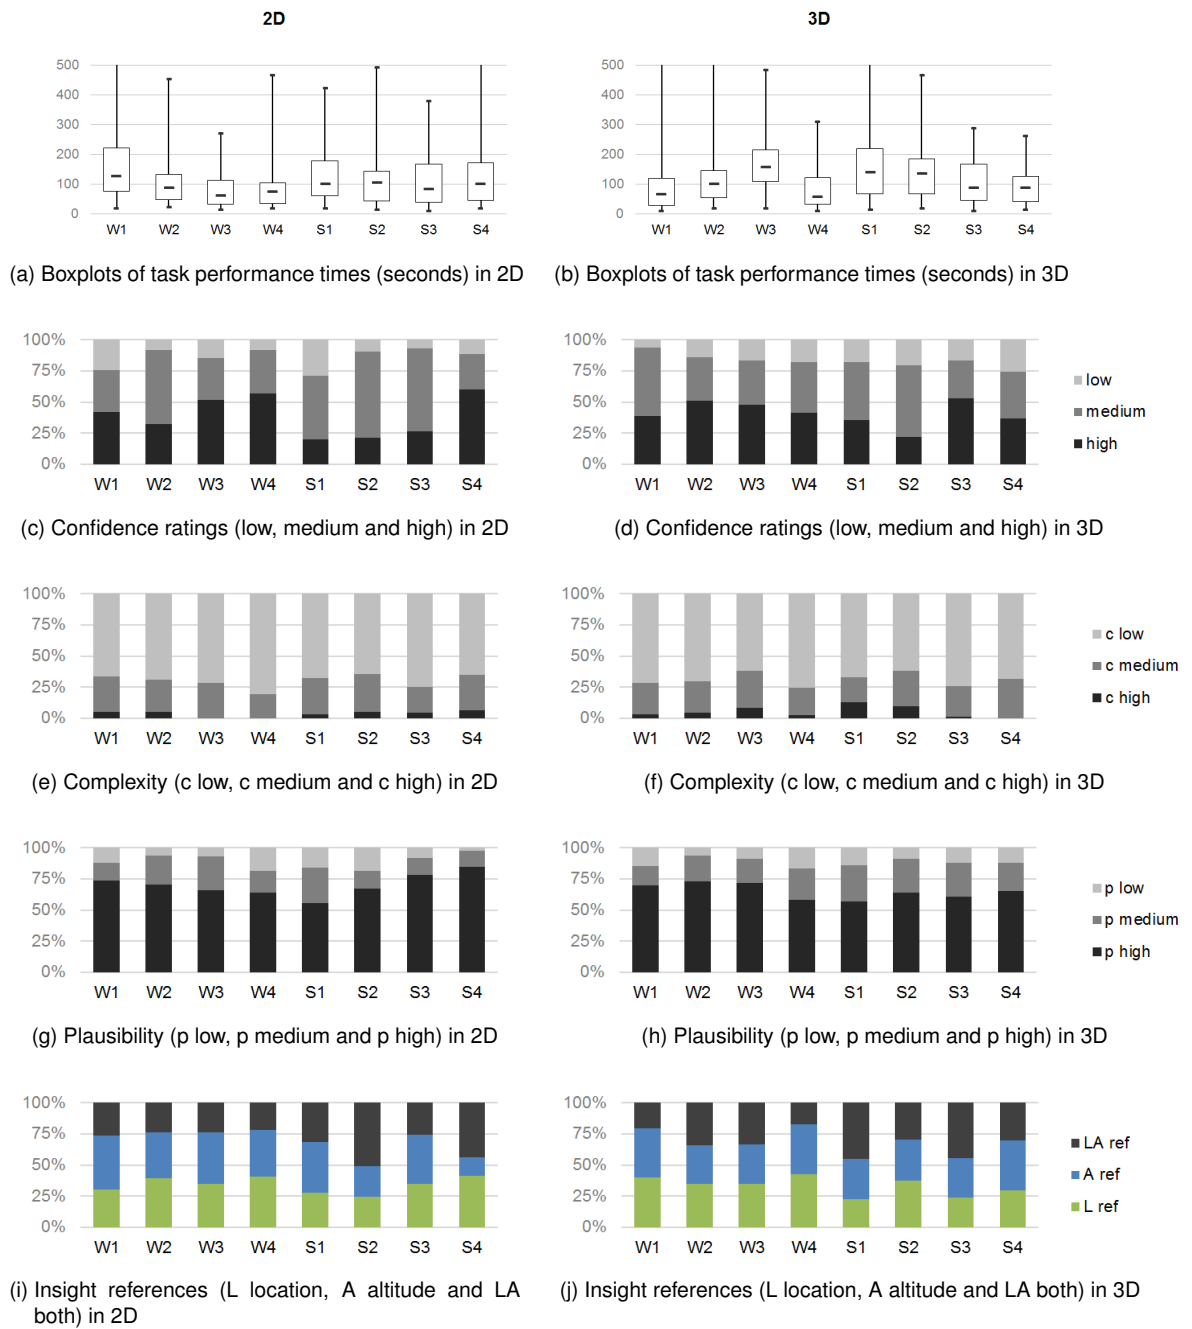 2D 3D
500 500
400 400
300 300
200 200
100 100
0 0
W1 W2 W3 W4 S1 S2 S3 S4 W1 W2 W3 W4 S1 S2 S3 S4
(a) Boxplots of task performance times (seconds) in 2D (b) Boxplots of task performance times (seconds) in 3D
100% 100%
75% 75% low
50% 50% medium
25% 25% high
0% 0%
W1 W2 W3 W4 S1 S2 S3 S4 W1 W2 W3 W4 S1 S2 S3 S4
(c) Confidence ratings (low, medium and high) in 2D (d) Confidence ratings (low, medium and high) in 3D
100% 100%
75% 75% c low
50% 50% c medium
25% 25% c high
0% 0%
W1 W2 W3 W4 S1 S2 S3 S4 W1 W2 W3 W4 S1 S2 S3 S4
(e) Complexity (c low, c medium and c high) in 2D (f) Complexity (c low, c medium and c high) in 3D
100% 100%
75% 75% p low
50% 50% p medium
25% 25% p high
0% 0%
W1 W2 W3 W4 S1 S2 S3 S4 W1 W2 W3 W4 S1 S2 S3 S4
(g) Plausibility (p low, p medium and p high) in 2D (h) Plausibility (p low, p medium and p high) in 3D
100% 100%
75% 75% LA ref
50% 50% A ref
25% 25% L ref
0% 0%
W1 W2 W3 W4 S1 S2 S3 S4 W1 W2 W3 W4 S1 S2 S3 S4
(i) Insight references (L location, A altitude and LA (j) Insight references (L location, A altitude and LA both) in 3D
both) in 2D